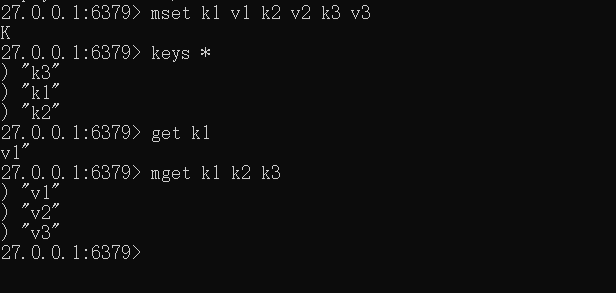 27.0.0.1:6379> mset k1 v1 k2 v2 k3 v3
K
27.0.0.1:6379> keys *
) "k3"
) "k1"
) "k2"
27.0.0.1:6379> get k1
v1"
27.0.0.1:6379> mget k1 k2 k3
) "v1"
) "v2"
) "v3"
27.0.0.1:6379>